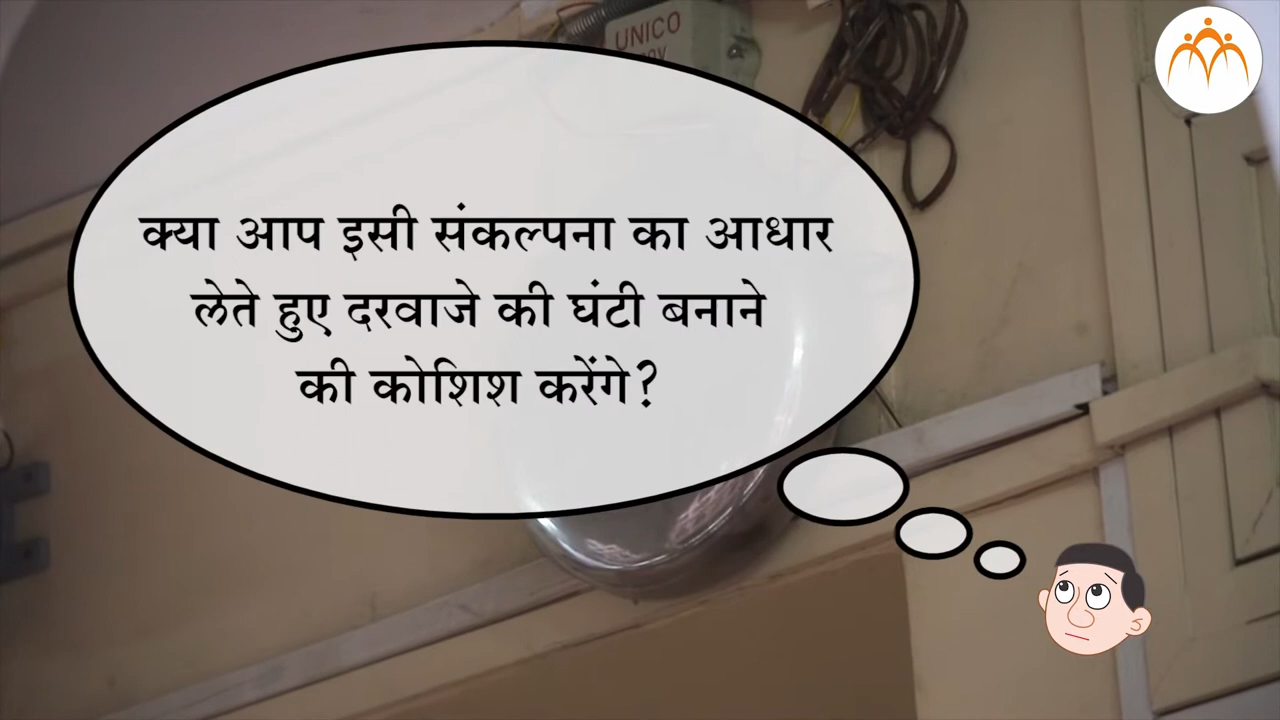 UNICO
क्या आप इसी संकल्पना का आधार
लेते हुए दरवाजे की घंटी बनाने
की कोशिश करेंगे?